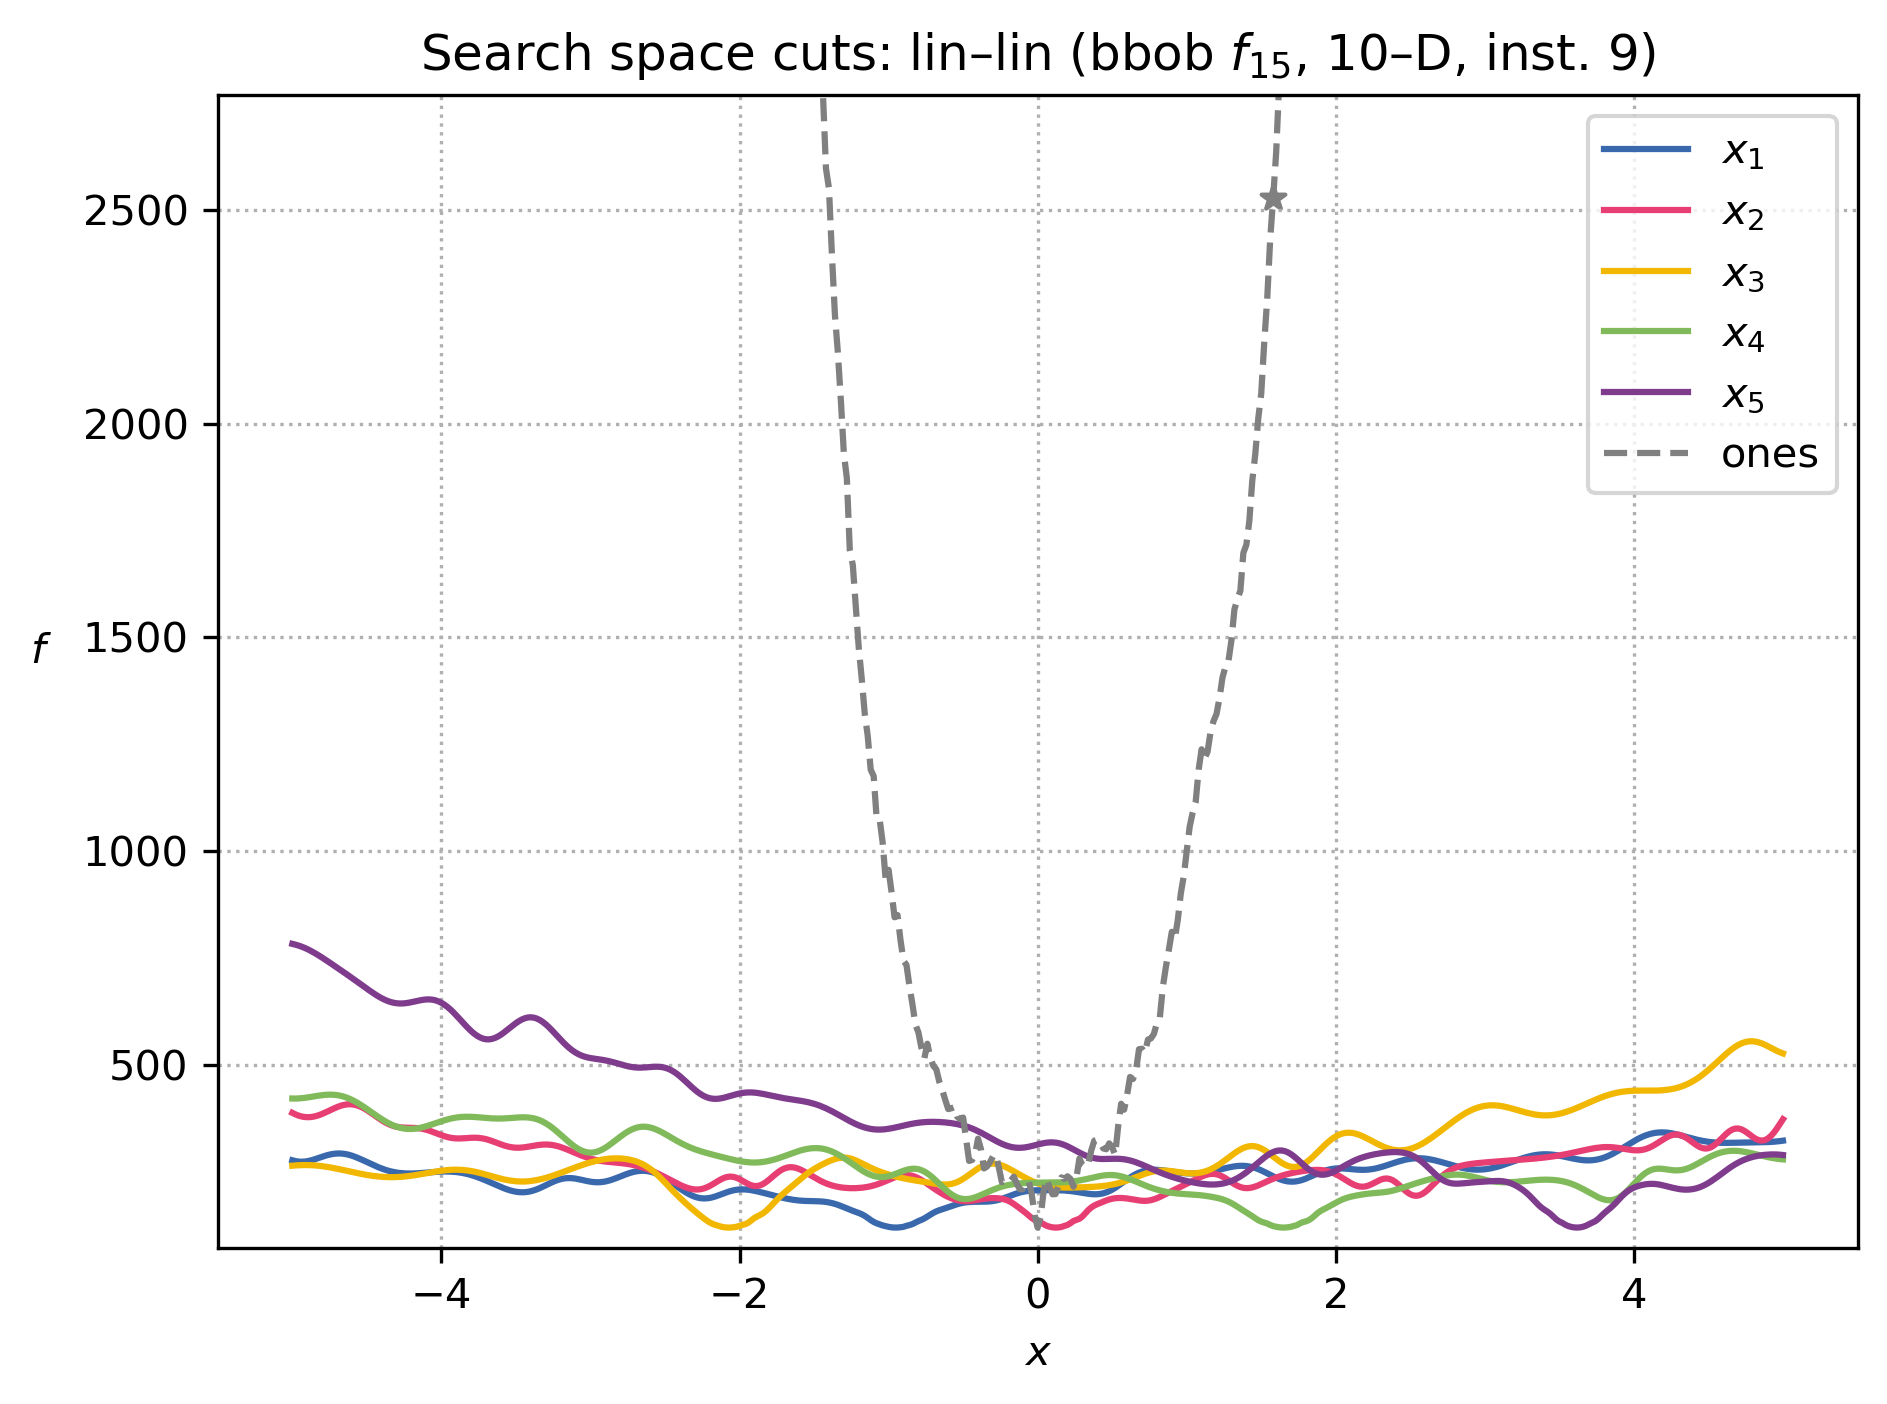 Search space cuts: lin–lin (bbob f₁₅, 10–D, inst. 9)
x₁
x₂
x₃
x₄
x₅
ones
2500
2000
1500
1000
500
f
−4 −2 0 2 4
x